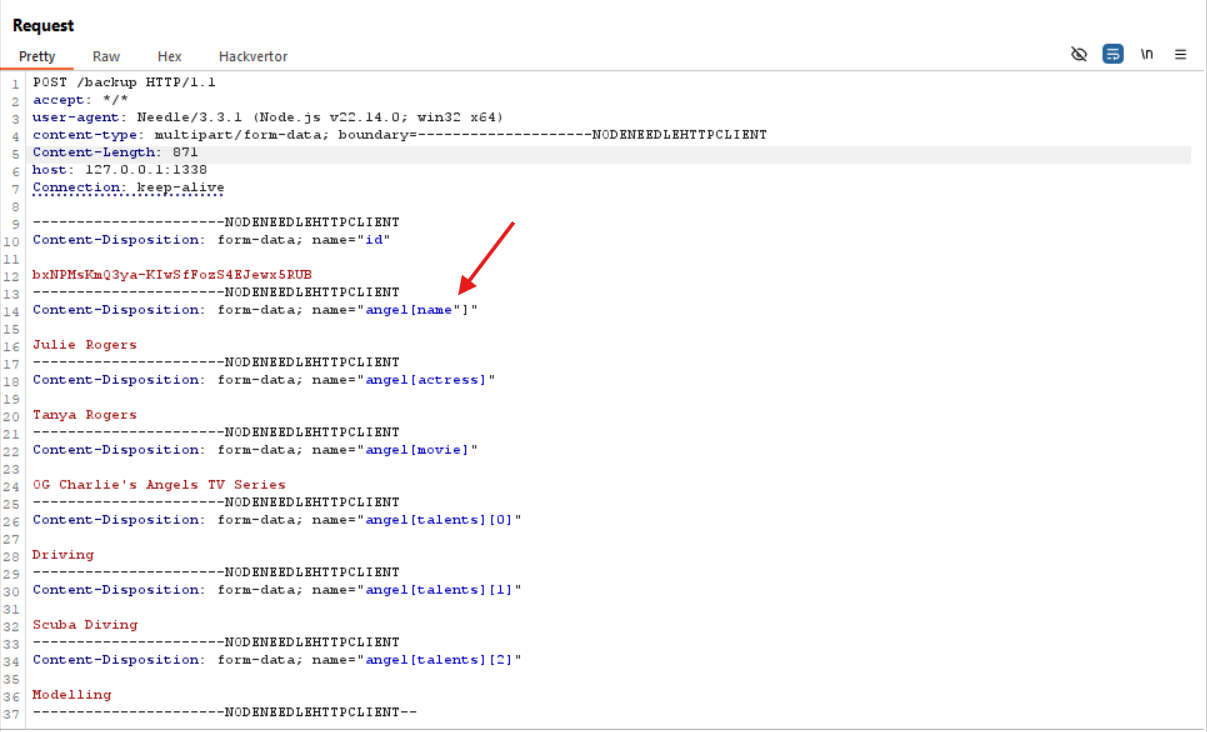 Request
Pretty Raw Hex Hackvertor \n
1 POST /backup HTTP/1.1
2 accept: */*
3 user-agent: Needle/3.3.1 (Node.js v22.14.0; win32 x64)
4 content-type: multipart/form-data; boundary=--------------------NODENEEDLEHTTPCLIENT
5 Content-Length: 871
6 host: 127.0.0.1:1338
7 Connection: keep-alive
8
9 ----------------------NODENEEDLEHTTPCLIENT
10 Content-Disposition: form-data; name="id"
11
12 bxNPMsKmQ3ya-KIwSfFozS4EJewx5RUB
13 ----------------------NODENEEDLEHTTPCLIENT
14 Content-Disposition: form-data; name="angel[name"]"
15
16 Julie Rogers
17 ----------------------NODENEEDLEHTTPCLIENT
18 Content-Disposition: form-data; name="angel[actress]"
19
20 Tanya Rogers
21 ----------------------NODENEEDLEHTTPCLIENT
22 Content-Disposition: form-data; name="angel[movie]"
23
24 OG Charlie's Angels TV Series
25 ----------------------NODENEEDLEHTTPCLIENT
26 Content-Disposition: form-data; name="angel[talents][0]"
27
28 Driving
29 ----------------------NODENEEDLEHTTPCLIENT
30 Content-Disposition: form-data; name="angel[talents][1]"
31
32 Scuba Diving
33 ----------------------NODENEEDLEHTTPCLIENT
34 Content-Disposition: form-data; name="angel[talents][2]"
35
36 Modelling
37 ----------------------NODENEEDLEHTTPCLIENT--